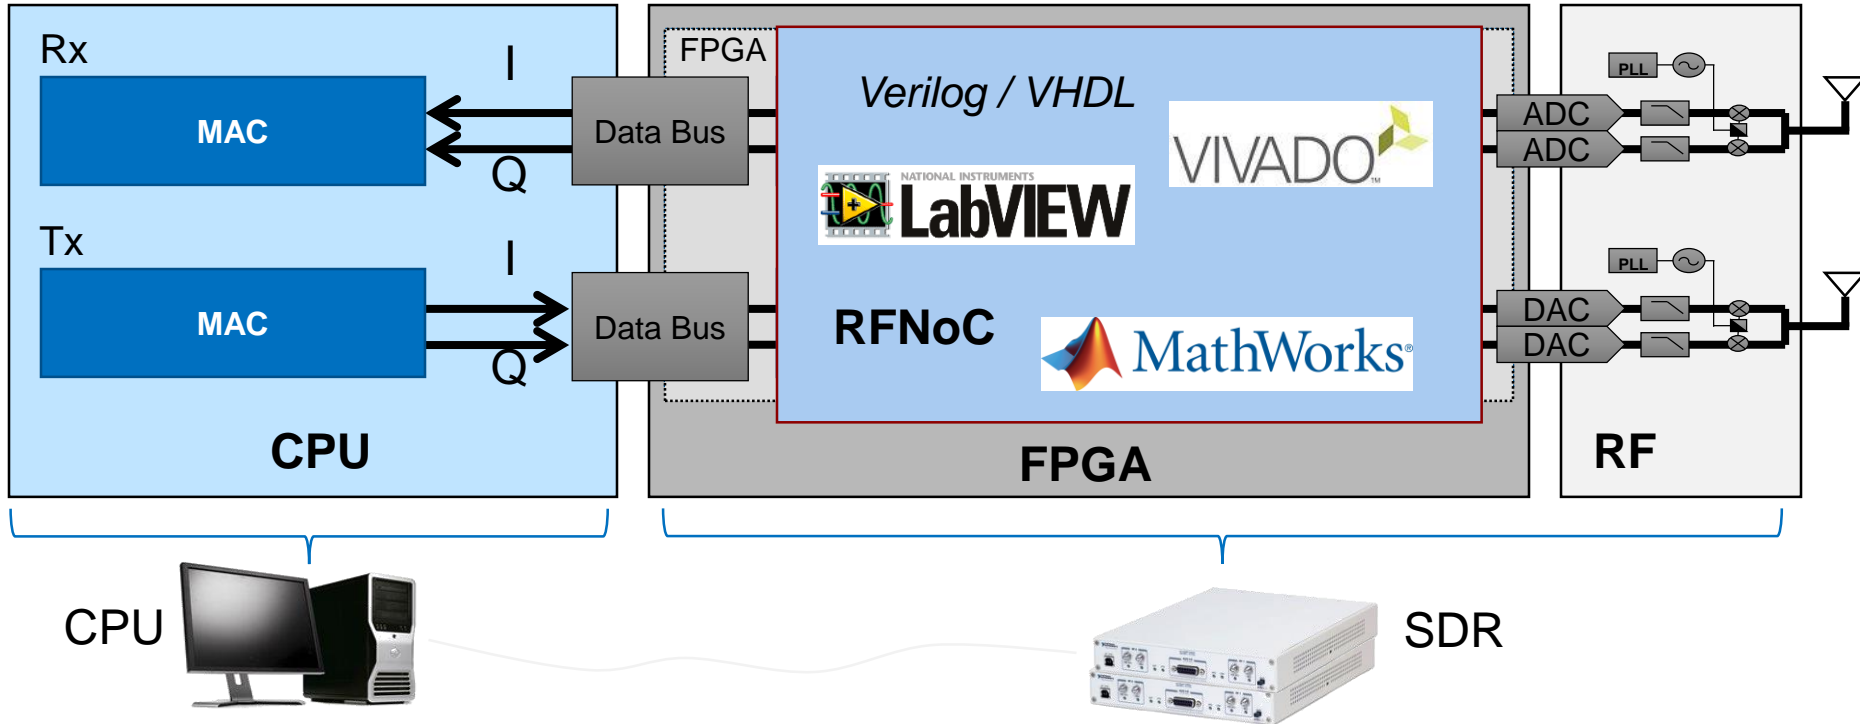 Rx
MAC
I
Q
Data Bus
FPGA
Verilog / VHDL
VIVADO™
NATIONAL INSTRUMENTS
LabVIEW
ADC
ADC
PLL
Tx
MAC
I
Q
Data Bus
RFNoC
MathWorks®
DAC
DAC
PLL
CPU
FPGA
RF
CPU
SDR